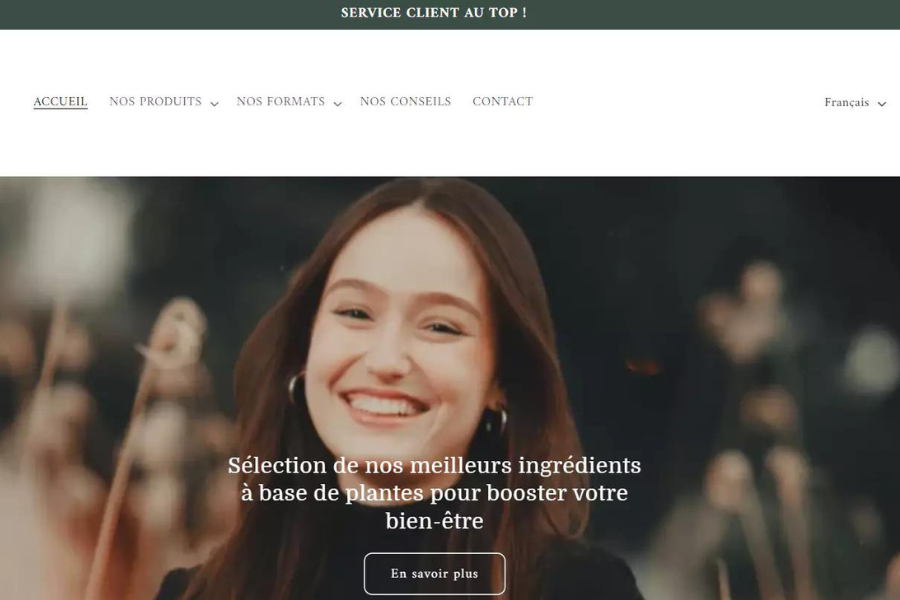 SERVICE CLIENT AU TOP !
ACCUEIL NOS PRODUITS NOS FORMATS NOS CONSEILS CONTACT Français
Sélection de nos meilleurs ingrédients
à base de plantes pour booster votre
bien-être
En savoir plus